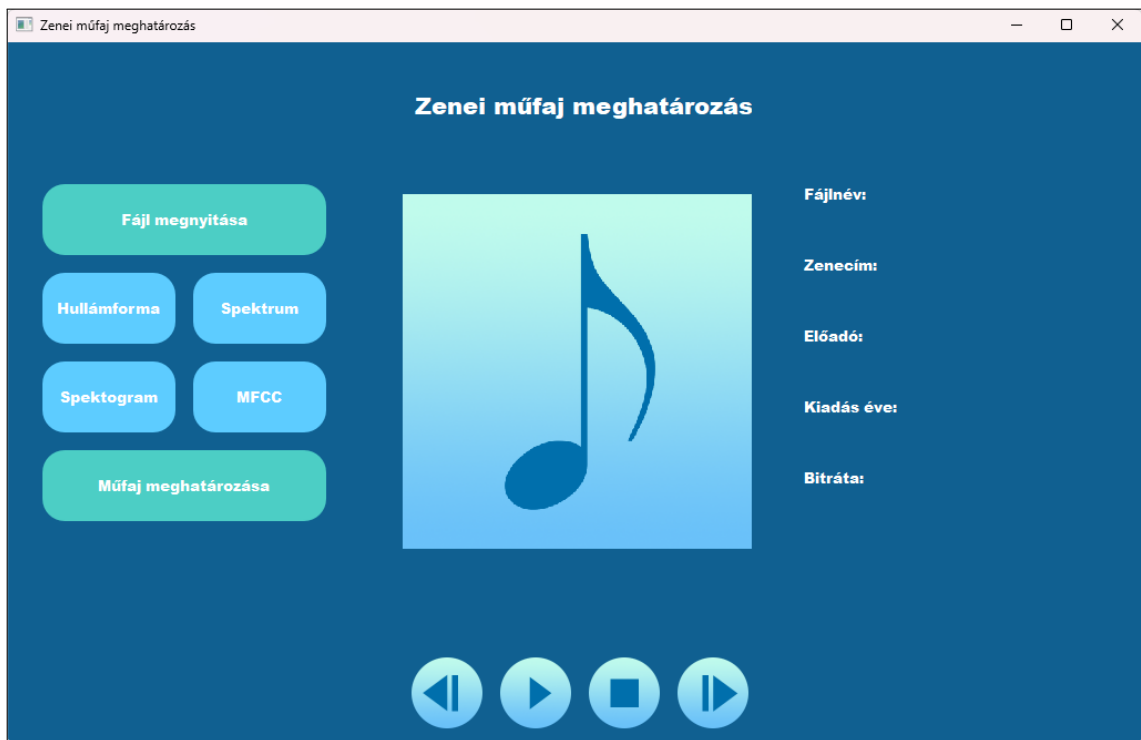 Zenei műfaj meghatározás
Zenei műfaj meghatározás
Fájl megnyitása
Hullámforma
Spektrum
Spektogram
MFCC
Műfaj meghatározása
Fájlnév:
Zenecím:
Előadó:
Kiadás éve:
Bitráta: